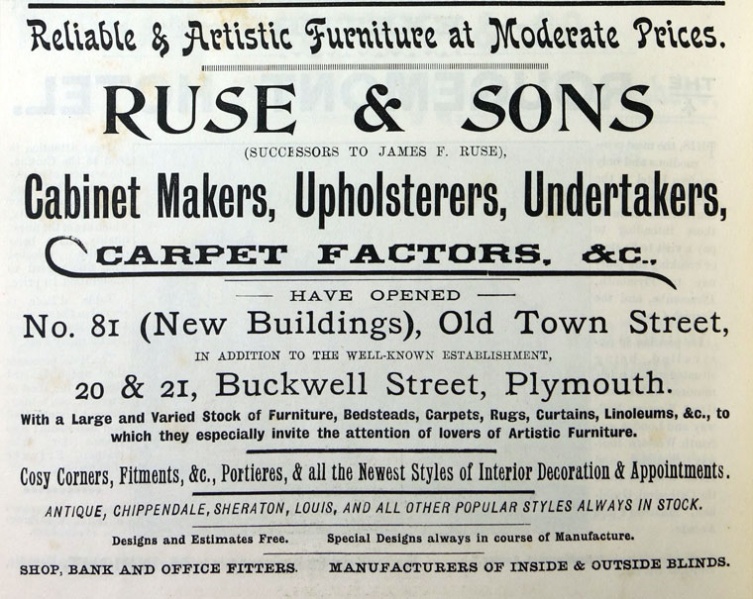 Reliable & Artistic Furniture at Moderate Prices.
RUSE & SONS
(SUCCESSORS TO JAMES F. RUSE),
Cabinet Makers, Upholsterers, Undertakers,
CARPET FACTORS, &C.,
HAVE OPENED
No. 81 (New Buildings), Old Town Street,
IN ADDITION TO THE WELL-KNOWN ESTABLISHMENT,
20 & 21, Buckwell Street, Plymouth.
With a Large and Varied Stock of Furniture, Bedsteads, Carpets, Rugs, Curtains, Linoleums, &c., to
which they especially invite the attention of lovers of Artistic Furniture.
Cosy Corners, Fitments, &c., Portieres, & all the Newest Styles of Interior Decoration & Appointments.
ANTIQUE, CHIPPENDALE, SHERATON, LOUIS, AND ALL OTHER POPULAR STYLES ALWAYS IN STOCK.
Designs and Estimates Free. Special Designs always in course of Manufacture.
SHOP, BANK AND OFFICE FITTERS. MANUFACTURERS OF INSIDE & OUTSIDE BLINDS.